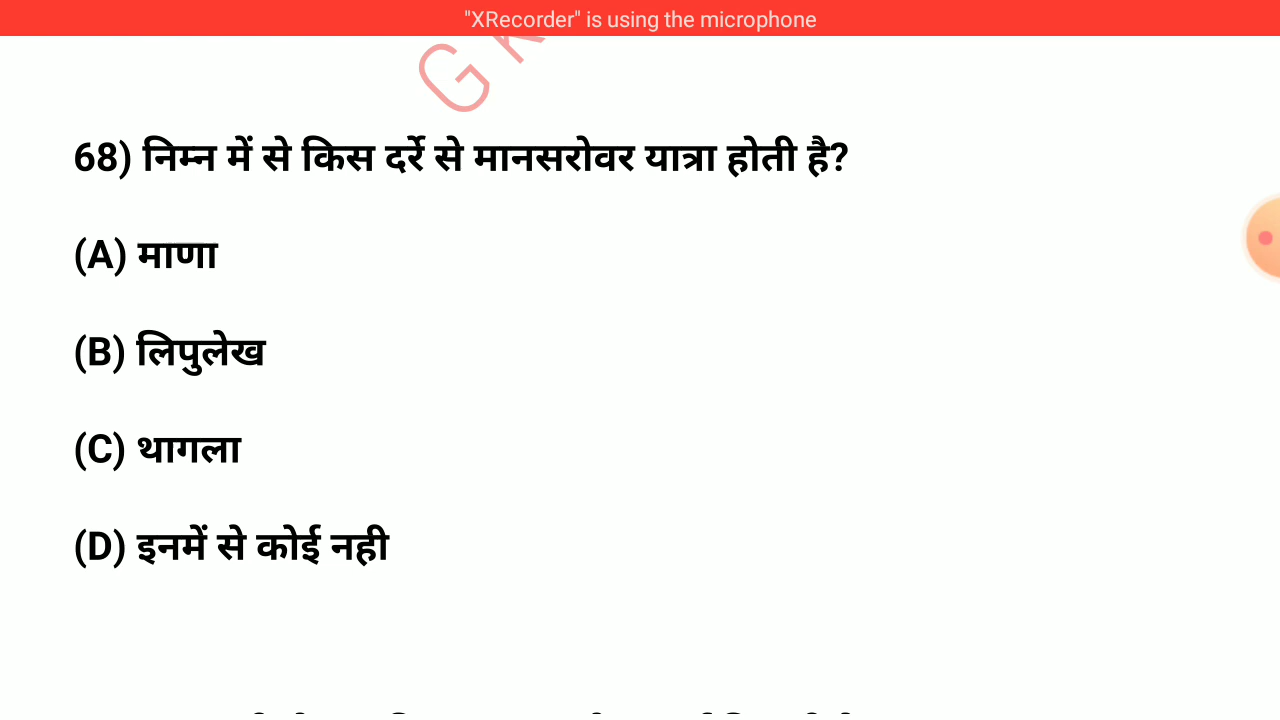 "XRecorder" is using the microphone
G K
68) निम्न में से किस दर्रे से मानसरोवर यात्रा होती है?
(A) माणा
(B) लिपुलेख
(C) थागला
(D) इनमें से कोई नही